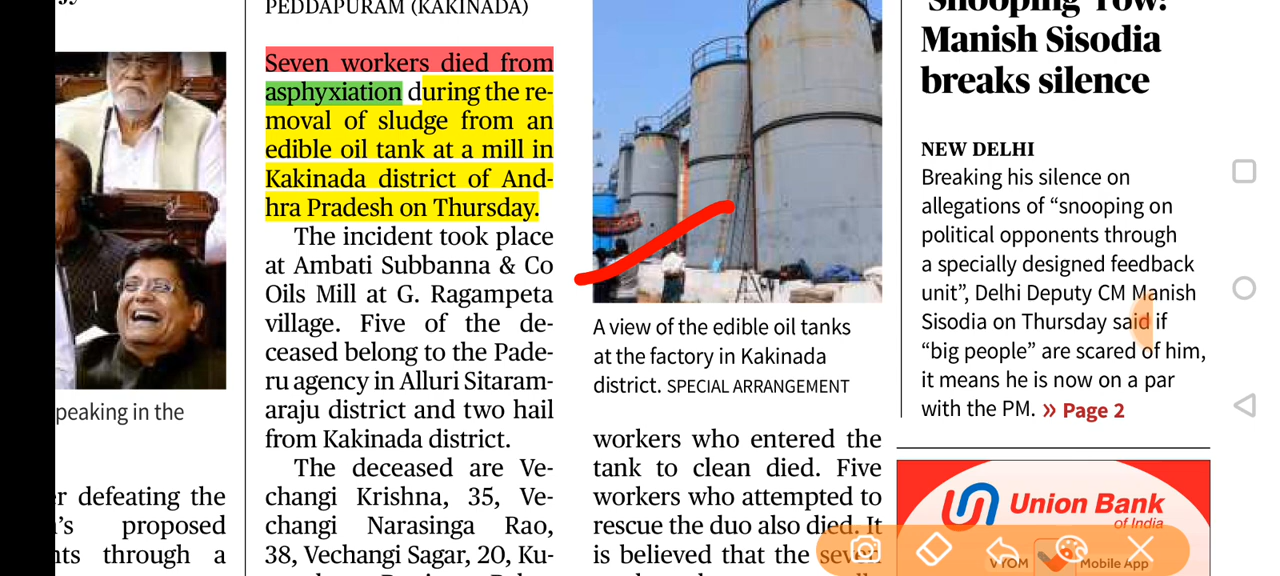 PEDDAPURAM (KAKINADA)
Seven workers died from
asphyxiation during the re-
moval of sludge from an
edible oil tank at a mill in
Kakinada district of And-
hra Pradesh on Thursday.
The incident took place
at Ambati Subbanna & Co
Oils Mill at G. Ragampeta
village. Five of the de-
ceased belong to the Pade-
ru agency in Alluri Sitaram-
araju district and two hail
from Kakinada district.
The deceased are Ve-
changi Krishna, 35, Ve-
changi Narasinga Rao,
38, Vechangi Sagar, 20, Ku-
peaking in the
r defeating the
's proposed
nts through a
A view of the edible oil tanks
at the factory in Kakinada
district. SPECIAL ARRANGEMENT
workers who entered the
tank to clean died. Five
workers who attempted to
rescue the duo also died. It
is believed that the seven
'Snooping' row:
Manish Sisodia
breaks silence
NEW DELHI
Breaking his silence on
allegations of “snooping on
political opponents through
a specially designed feedback
unit”, Delhi Deputy CM Manish
Sisodia on Thursday said if
“big people” are scared of him,
it means he is now on a par
with the PM. » Page 2
Union Bank
of India
Mobile App